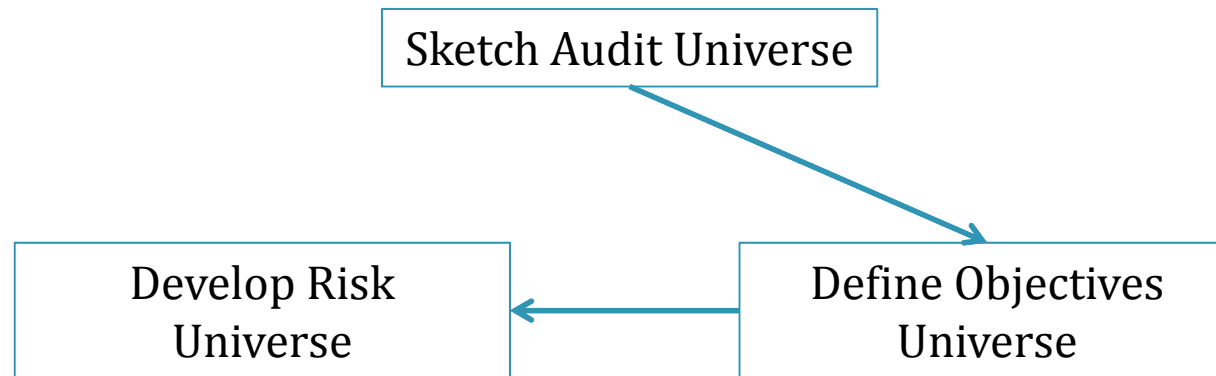 Sketch Audit Universe
Develop Risk
Universe
Define Objectives
Universe